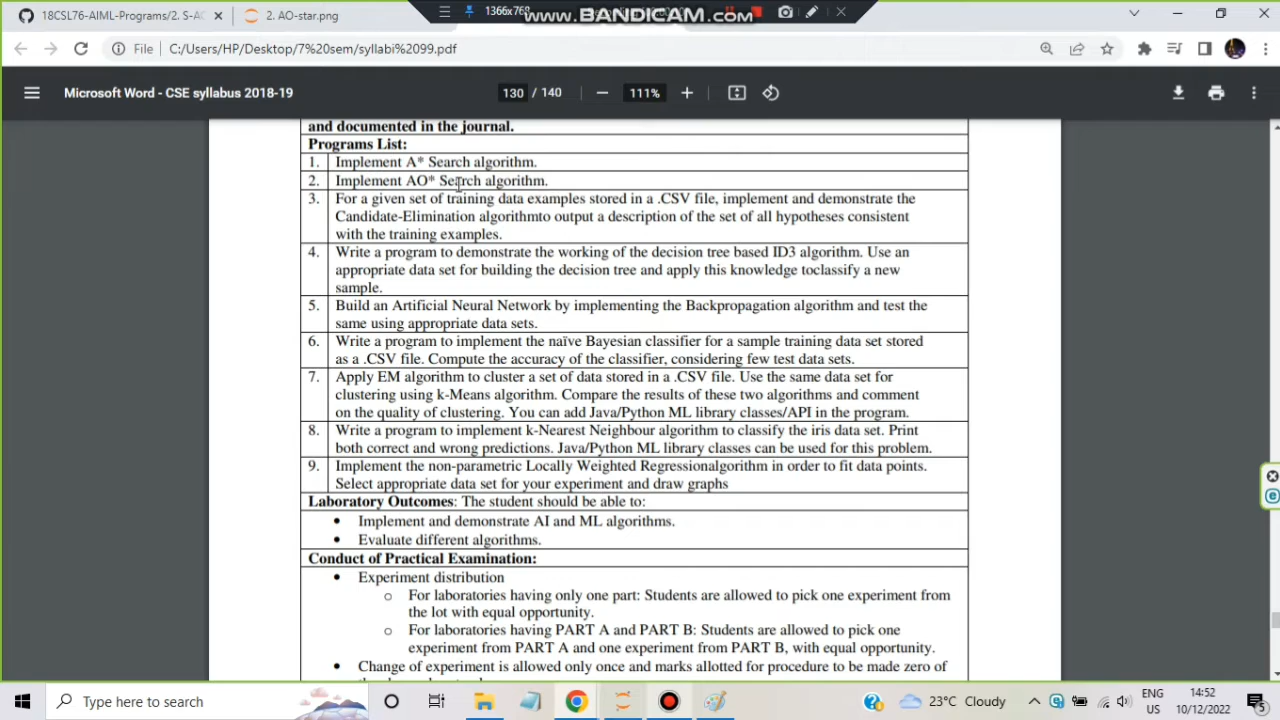 18CSL76-AIML-Programs/2. S-AO
2. AO-star.png
1366x768
www.BANDICAM.com
File
C:/Users/HP/Desktop/7%20sem/syllabi%2099.pdf
Microsoft Word - CSE syllabus 2018-19
130 / 140
111%
and documented in the journal.
Programs List:
1. Implement A* Search algorithm.
2. Implement AO* Search algorithm.
3. For a given set of training data examples stored in a .CSV file, implement and demonstrate the
Candidate-Elimination algorithmto output a description of the set of all hypotheses consistent
with the training examples.
4. Write a program to demonstrate the working of the decision tree based ID3 algorithm. Use an
appropriate data set for building the decision tree and apply this knowledge toclassify a new
sample.
5. Build an Artificial Neural Network by implementing the Backpropagation algorithm and test the
same using appropriate data sets.
6. Write a program to implement the naïve Bayesian classifier for a sample training data set stored
as a .CSV file. Compute the accuracy of the classifier, considering few test data sets.
7. Apply EM algorithm to cluster a set of data stored in a .CSV file. Use the same data set for
clustering using k-Means algorithm. Compare the results of these two algorithms and comment
on the quality of clustering. You can add Java/Python ML library classes/API in the program.
8. Write a program to implement k-Nearest Neighbour algorithm to classify the iris data set. Print
both correct and wrong predictions. Java/Python ML library classes can be used for this problem.
9. Implement the non-parametric Locally Weighted Regressionalgorithm in order to fit data points.
Select appropriate data set for your experiment and draw graphs
Laboratory Outcomes: The student should be able to:
• Implement and demonstrate AI and ML algorithms.
• Evaluate different algorithms.
Conduct of Practical Examination:
• Experiment distribution
o For laboratories having only one part: Students are allowed to pick one experiment from
the lot with equal opportunity.
o For laboratories having PART A and PART B: Students are allowed to pick one
experiment from PART A and one experiment from PART B, with equal opportunity.
• Change of experiment is allowed only once and marks allotted for procedure to be made zero of
Type here to search
23°C Cloudy
ENG
US
14:52
10/12/2022
5